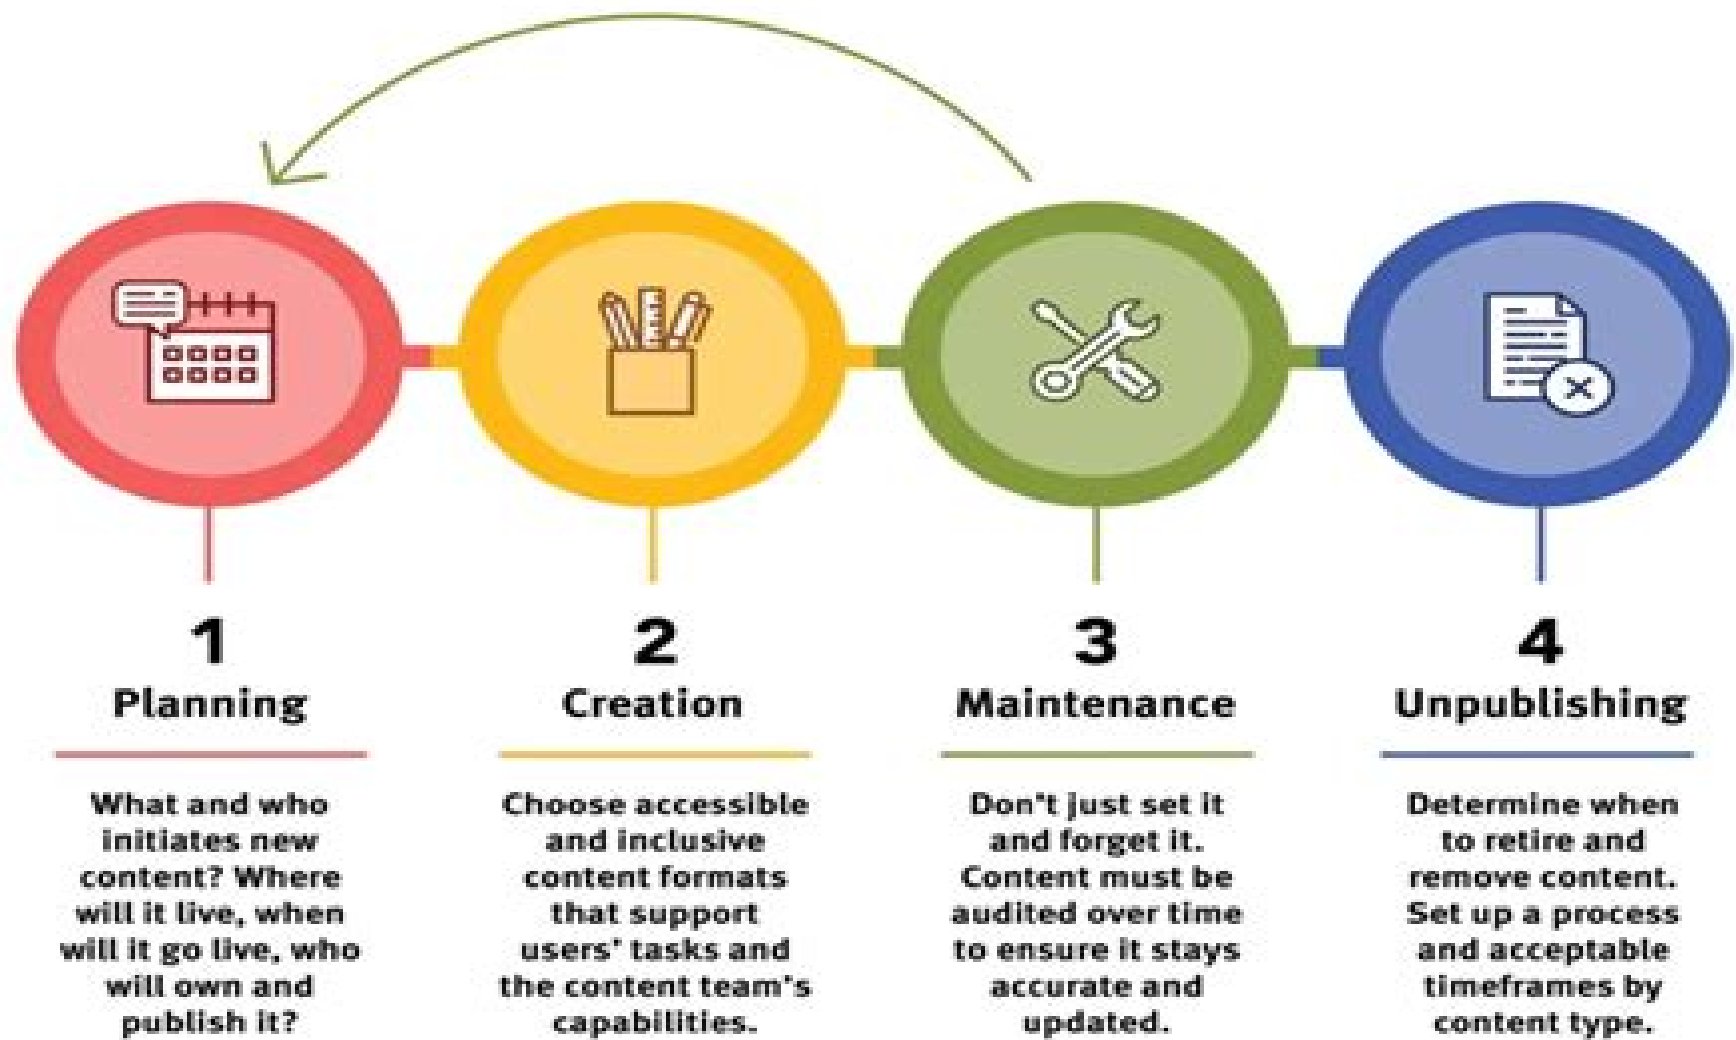 1
Planning
What and who
initiates new
content? Where
will it live, when
will it go live, who
will own and
publish it?
2
Creation
Choose accessible
and inclusive
content formats
that support
users' tasks and
the content team's
capabilities.
3
Maintenance
Don't just set it
and forget it.
Content must be
audited over time
to ensure it stays
accurate and
updated.
4
Unpublishing
Determine when
to retire and
remove content.
Set up a process
and acceptable
timeframes by
content type.